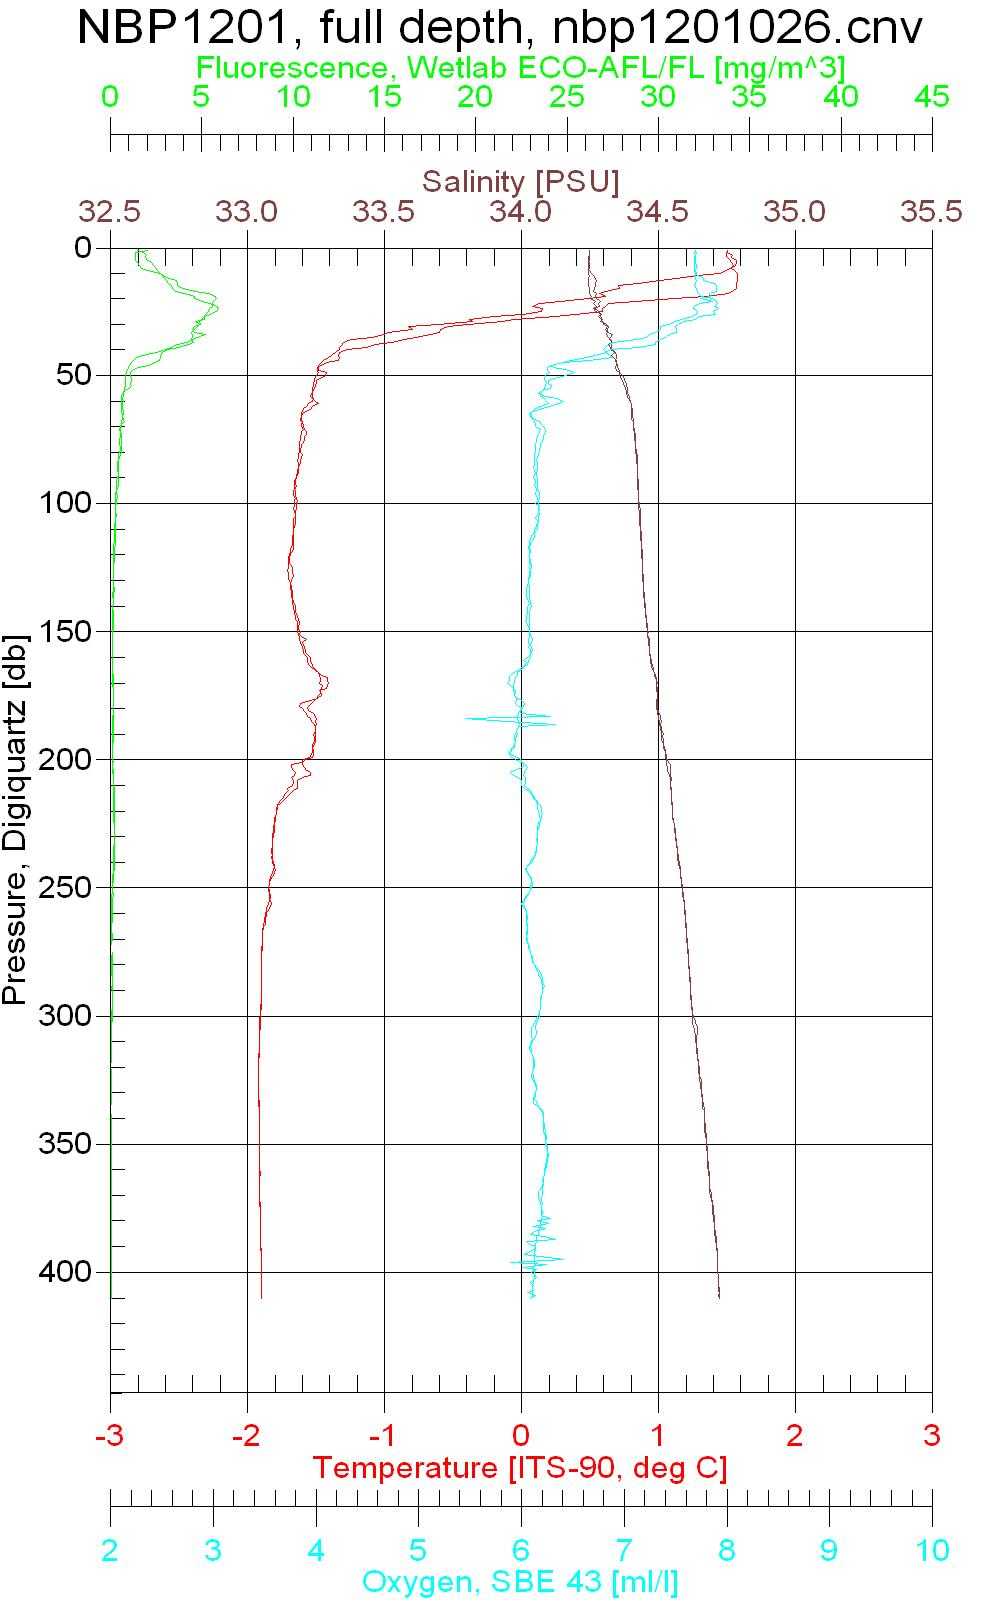 NBP1201, full depth, nbp1201026.cnv
Fluorescence, Wetlab ECO-AFL/FL [mg/m^3]
0 5 10 15 20 25 30 35 40 45
Salinity [PSU]
32.5 33.0 33.5 34.0 34.5 35.0 35.5
0
50
100
150
200
250
300
350
400
Pressure, Digiquartz [db]
-3 -2 -1 0 1 2 3
Temperature [ITS-90, deg C]
2 3 4 5 6 7 8 9 10
Oxygen, SBE 43 [ml/l]